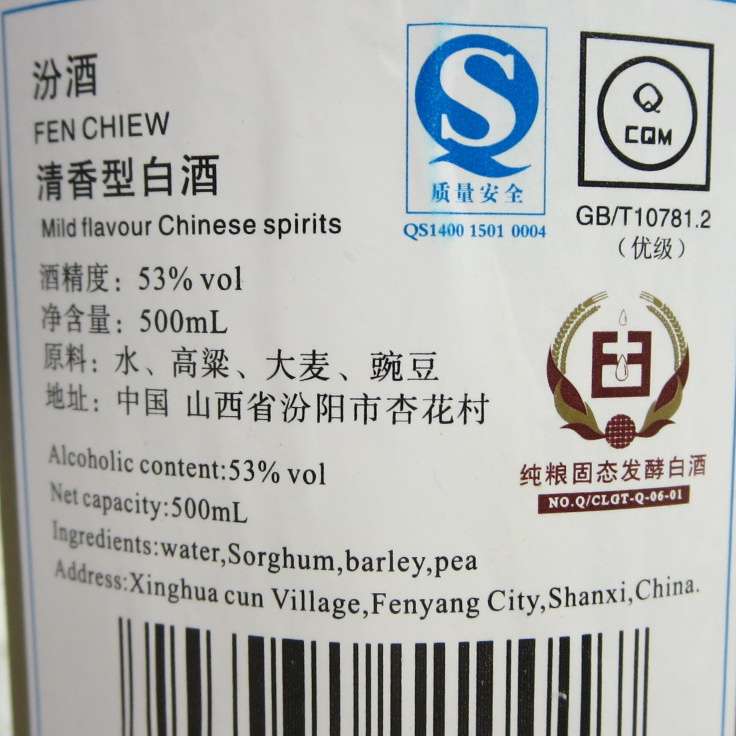 汾酒
FEN CHIEW
清香型白酒
Mild flavour Chinese spirits
酒精度：53% vol
净含量：500mL
原料：水、高粱、大麦、豌豆
地址：中国 山西省汾阳市杏花村
Alcoholic content:53% vol
Net capacity:500mL
Ingredients:water,Sorghum,barley,pea
Address:Xinghua cun Village,Fenyang City,Shanxi,China.
QS
质量安全
QS1400 1501 0004
Q
CQM
GB/T10781.2
（优级）
纯粮固态发酵白酒
NO.Q/CLGT-Q-06-01